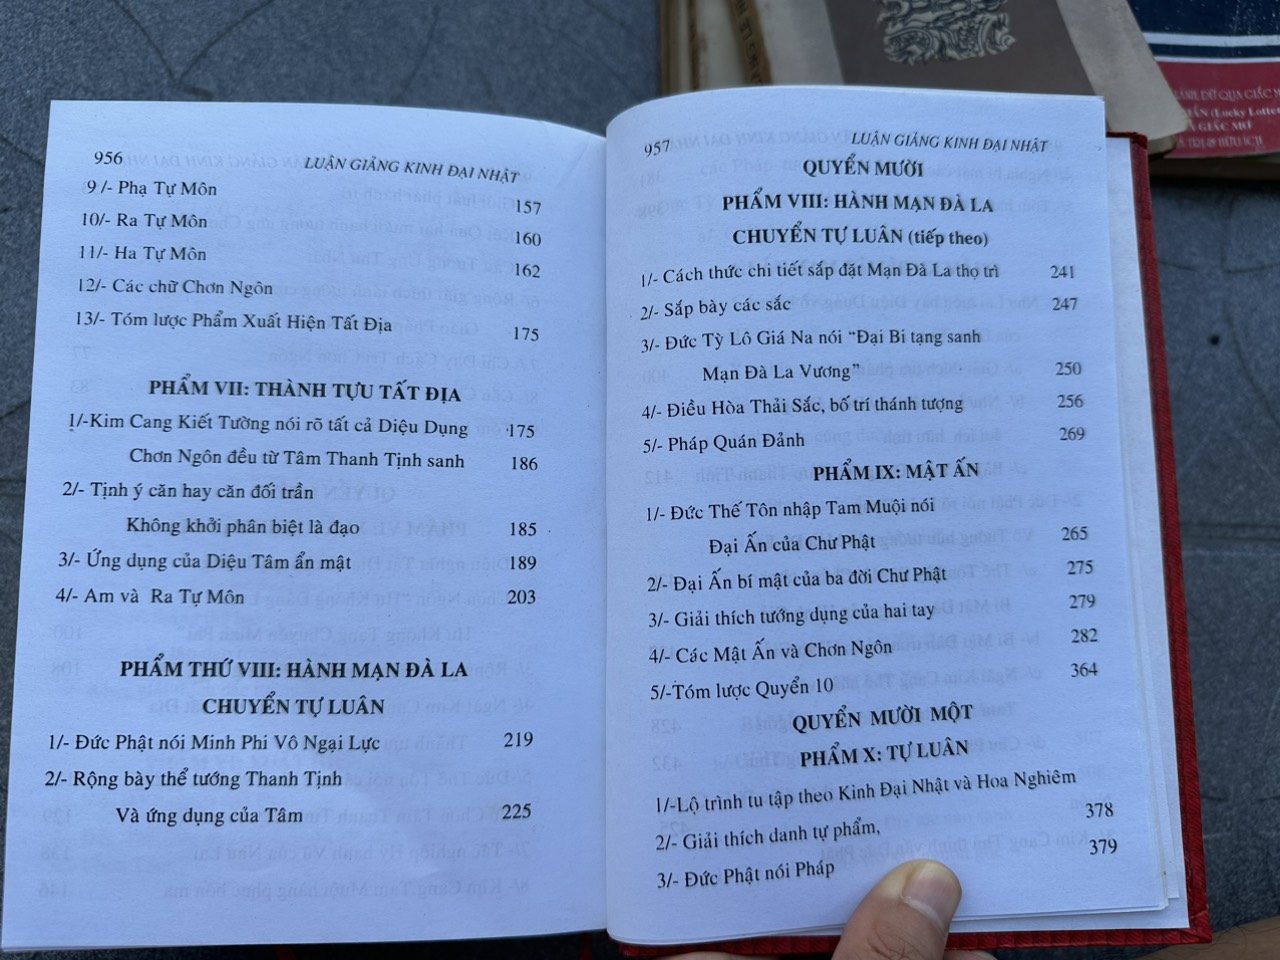 956 LUẬN GIẢNG KINH ĐẠI NHẬT
9 /- Phạ Tự Môn 157
10/- Ra Tự Môn 160
11/- Ha Tự Môn 162
12/- Các chữ Chơn Ngôn
13/- Tóm lược Phẩm Xuất Hiện Tất Địa 175
PHẨM VII: THÀNH TỰU TẤT ĐỊA
1/-Kim Cang Kiết Tường nói rõ tất cả Diệu Dụng 175
Chơn Ngôn đều từ Tâm Thanh Tịnh sanh 186
2/- Tịnh ý căn hay căn đối trần
Không khởi phân biệt là đạo 185
3/- Ứng dụng của Diệu Tâm ẩn mật 189
4/- Am và Ra Tự Môn 203
PHẨM THỨ VIII: HÀNH MẠN ĐÀ LA
CHUYỂN TỰ LUÂN
1/- Đức Phật nói Minh Phi Vô Ngại Lực 219
2/- Rộng bày thể tướng Thanh Tịnh
Và ứng dụng của Tâm 225
957 LUẬN GIẢNG KINH ĐẠI NHẬT
QUYỂN MƯỜI
PHẨM VIII: HÀNH MẠN ĐÀ LA
CHUYỂN TỰ LUÂN (tiếp theo)
1/- Cách thức chi tiết sắp đặt Mạn Đà La thọ trì 241
2/- Sắp bày các sắc 247
3/- Đức Tỳ Lô Giá Na nói “Đại Bi tạng sanh
Mạn Đà La Vương” 250
4/- Điều Hòa Thải Sắc, bố trí thánh tượng 256
5/- Pháp Quán Đảnh 269
PHẨM IX: MẬT ẤN
1/- Đức Thế Tôn nhập Tam Muội nói
Đại Ấn của Chư Phật 265
2/- Đại Ấn bí mật của ba đời Chư Phật 275
3/- Giải thích tướng dụng của hai tay 279
4/- Các Mật Ấn và Chơn Ngôn 282
5/-Tóm lược Quyển 10 364
QUYỂN MƯỜI MỘT
PHẨM X: TỰ LUÂN
1/-Lộ trình tu tập theo Kinh Đại Nhật và Hoa Nghiêm
2/- Giải thích danh tự phẩm, 378
3/- Đức Phật nói Pháp 379
(Lucky Lotter
GIẤC MƠ